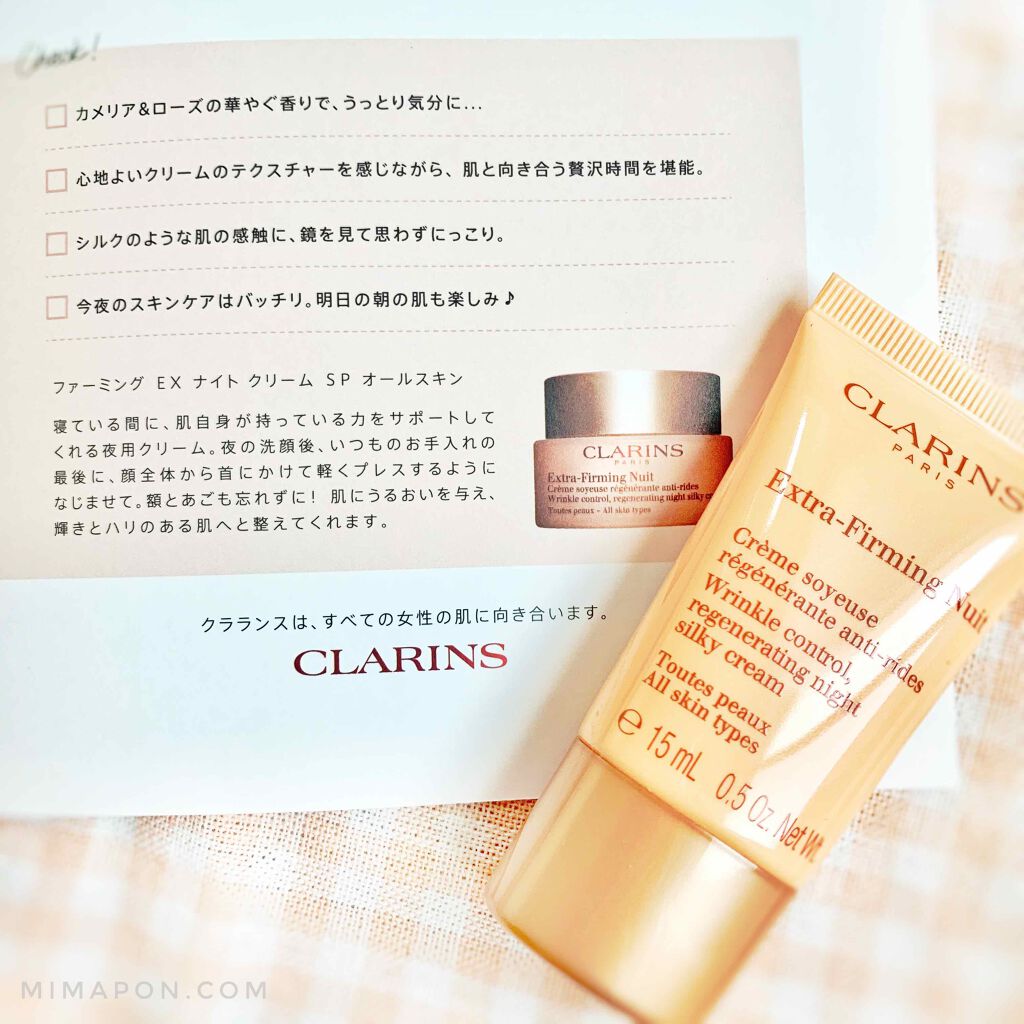 Check!
カメリア&ローズの華やぐ香りで、うっとり気分に...
心地よいクリームのテクスチャーを感じながら、肌と向き合う贅沢時間を堪能。
シルクのような肌の感触に、鏡を見て思わずにっこり。
今夜のスキンケアはバッチリ。明日の朝の肌も楽しみ♪
ファーミング EX ナイト クリーム SP オールスキン
寝ている間に、肌自身が持っている力をサポートして
くれる夜用クリーム。夜の洗顔後、いつものお手入れの
最後に、顔全体から首にかけて軽くプレスするように
なじませて。額とあごも忘れずに! 肌にうるおいを与え、
輝きとハリのある肌へと整えてくれます。
CLARINS
PARIS
Extra-Firming Nuit
Crème soyeuse régénérante anti-rides
Wrinkle control, regenerating night silky
Toutes peaux - All skin types
クラランスは、すべての女性の肌に向き合います。
CLARINS
CLARINS
PARIS
Extra-Firming Nuit
Crème soyeuse
régénérante anti-rides
Wrinkle control,
regenerating night
silky cream
Toutes peaux
All skin types
e 15 mL 0.5 Oz. Net Wt.
MIMAPON.COM